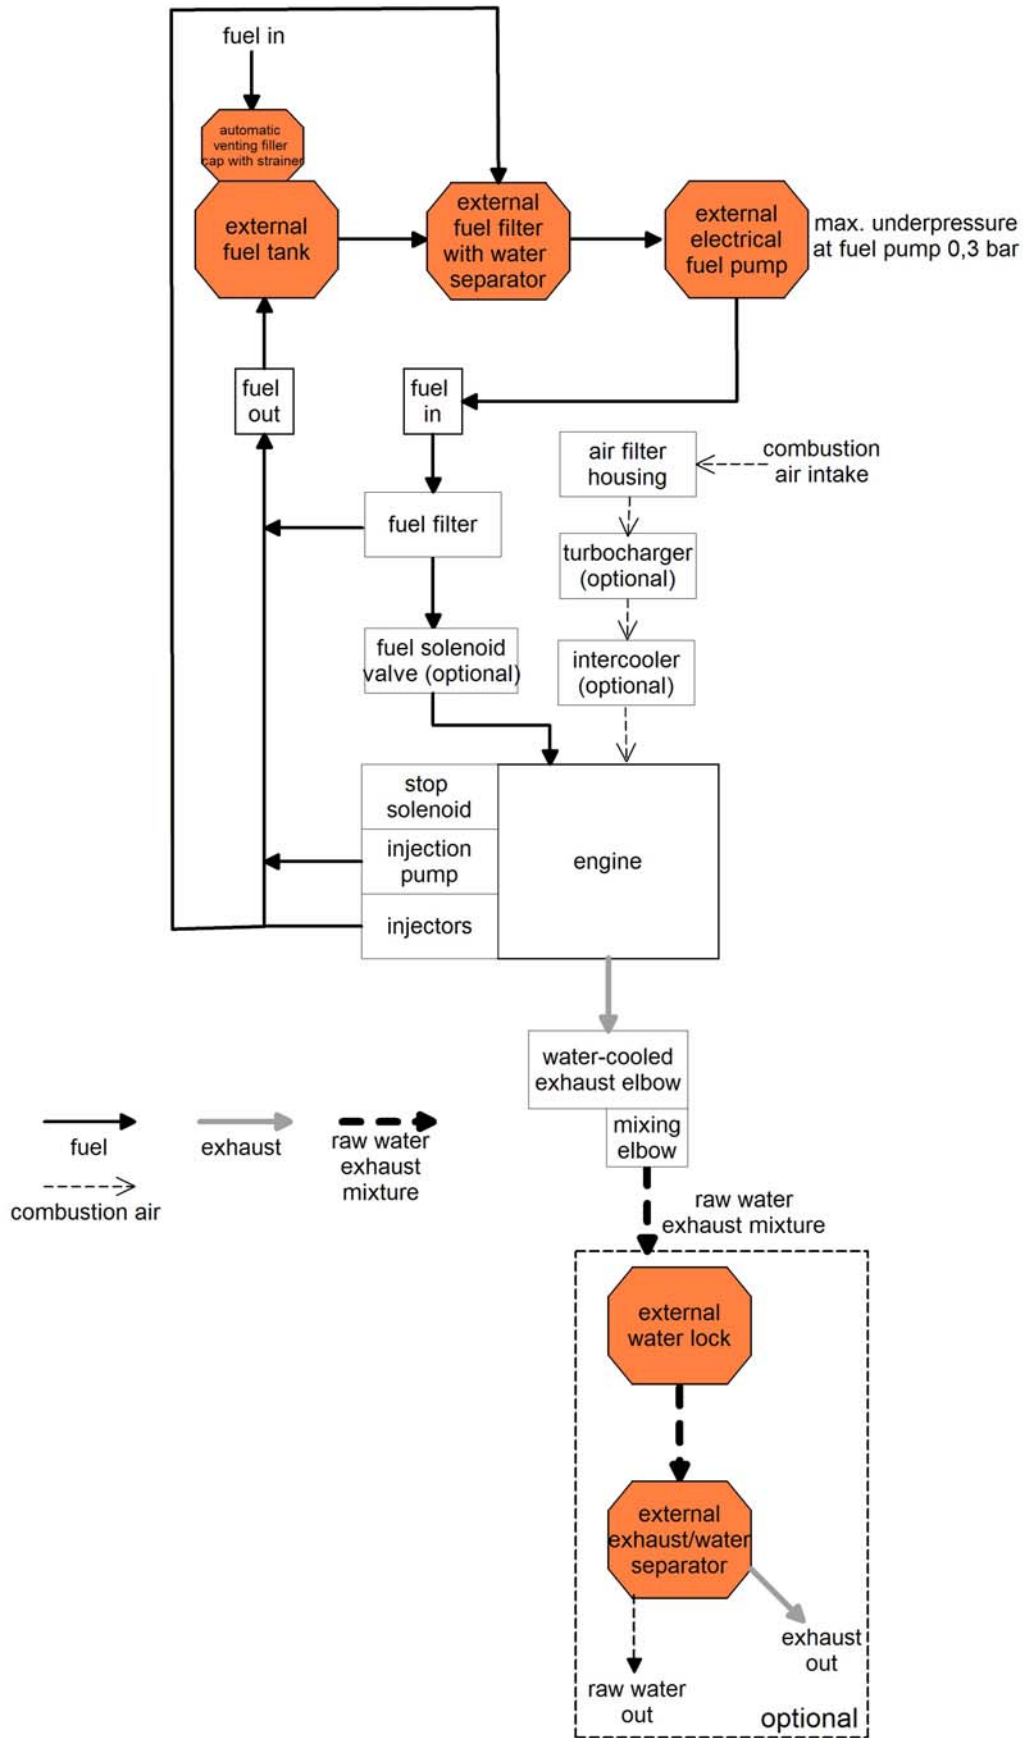 fuel in
automatic
venting filler
cap with strainer
external
fuel tank
external
fuel filter
with water
separator
external
electrical
fuel pump
max. underpressure
at fuel pump 0,3 bar
fuel
out
fuel
in
air filter
housing
combustion
air intake
fuel filter
turbocharger
(optional)
fuel solenoid
valve (optional)
intercooler
(optional)
stop
solenoid
injection
pump
injectors
engine
water-cooled
exhaust elbow
mixing
elbow
fuel
exhaust
raw water
exhaust
mixture
combustion air
raw water
exhaust mixture
external
water lock
external
exhaust/water
separator
exhaust
out
raw water
out
optional